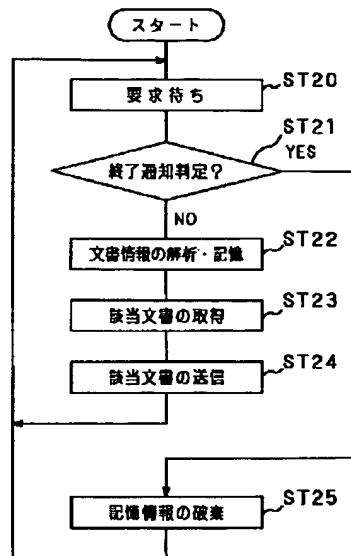 スタート
要求待ち
ST20
終了通知判定?
ST21
YES
NO
文書情報の解析・記憶
ST22
該当文書の取得
ST23
該当文書の送信
ST24
記憶情報の破棄
ST25